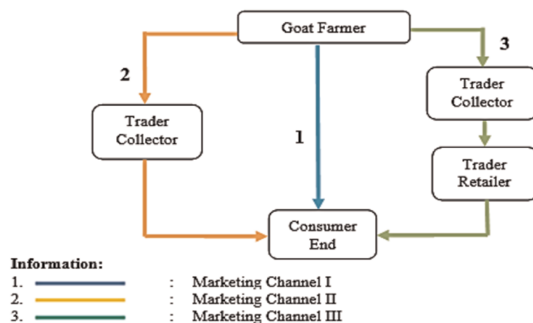 Goat Farmer
2
3
Trader
Collector
1
Trader
Collector
Trader
Retailer
Consumer
End
Information:
1. : Marketing Channel I
2. : Marketing Channel II
3. : Marketing Channel III